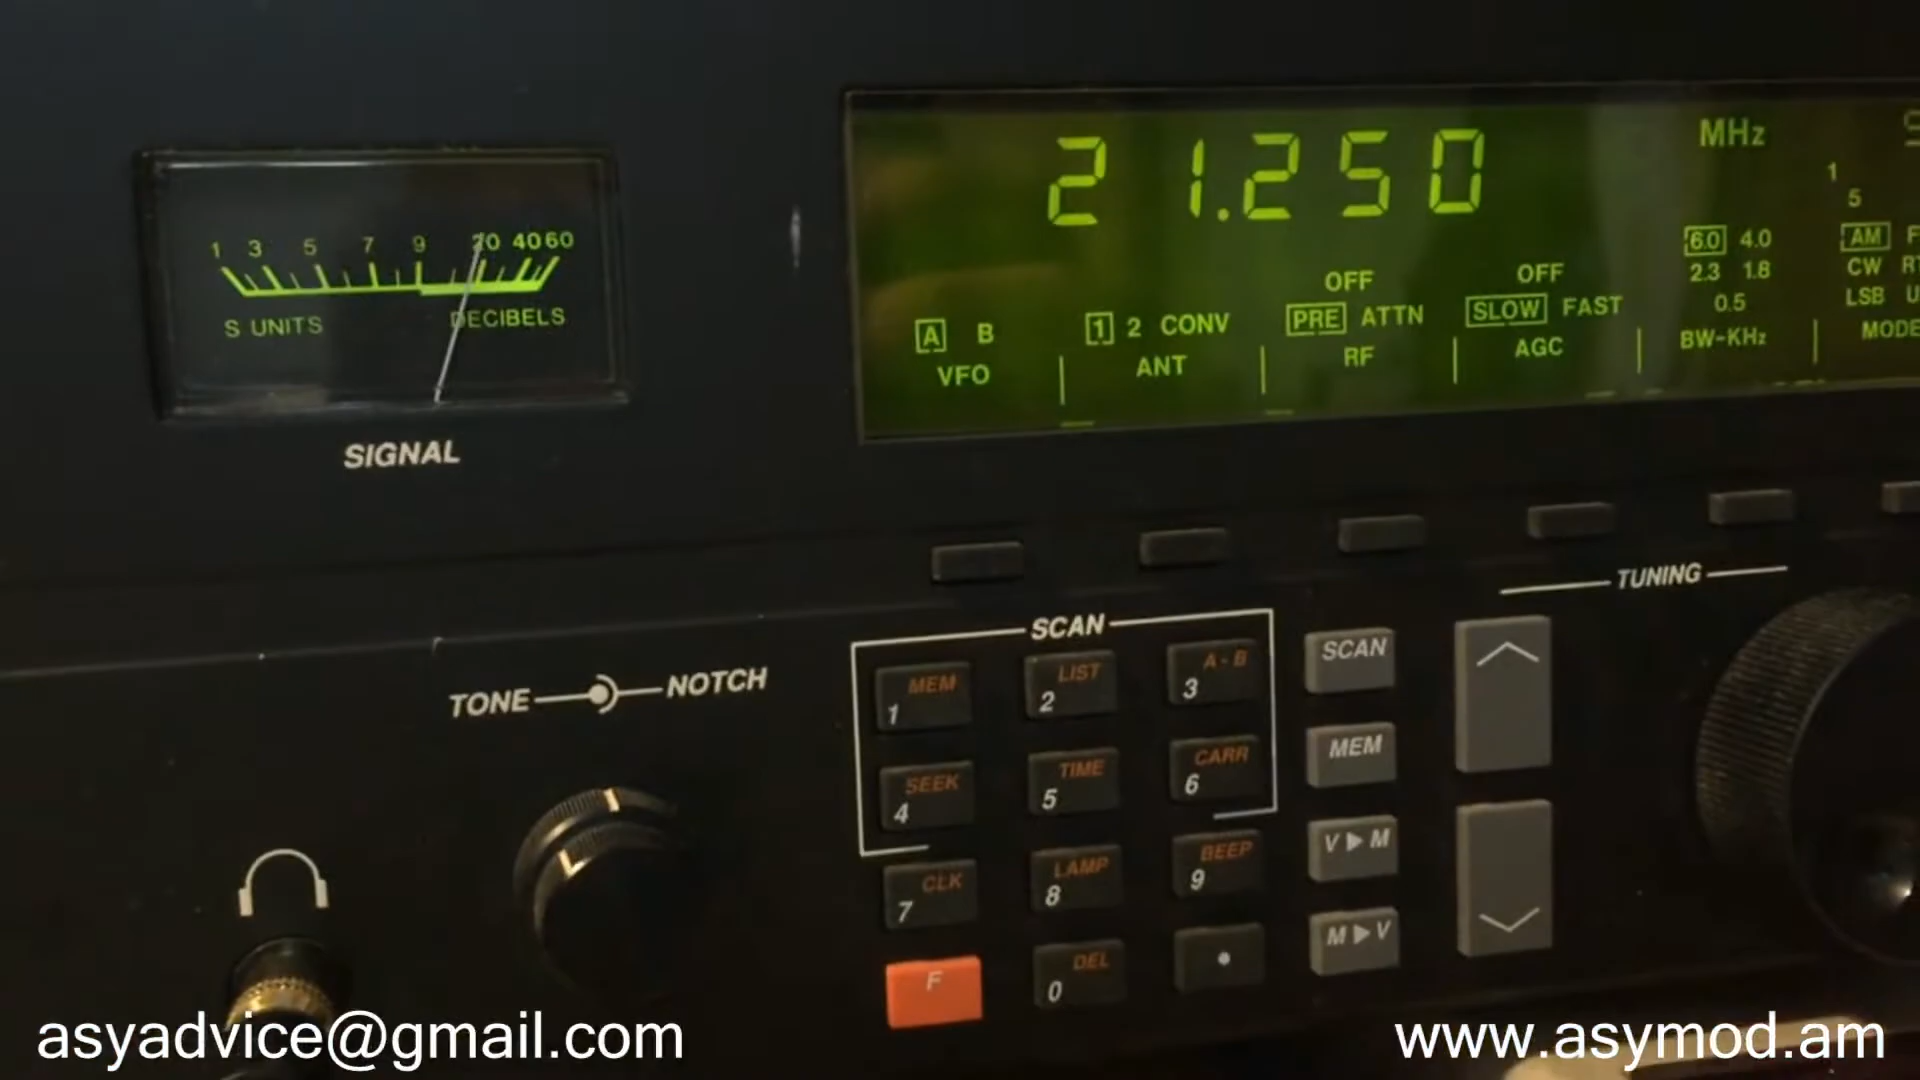 1 3 5 7 9 20 40 60
S UNITS DECIBELS
SIGNAL
21.250 MHz
1
5
A B
VFO
1 2 CONV
ANT
OFF
PRE ATTN
RF
OFF
SLOW FAST
AGC
6.0 4.0
2.3 1.8
0.5
BW-KHz
AM
CW
LSB
MODE
TUNING
TONE NOTCH
SCAN
MEM 1
LIST 2
A-B 3
SEEK 4
TIME 5
CARR 6
CLK 7
LAMP 8
BEEP 9
F
DEL 0
•
SCAN
MEM
V ▶ M
M ▶ V
asyadvice@gmail.com
www.asymod.am